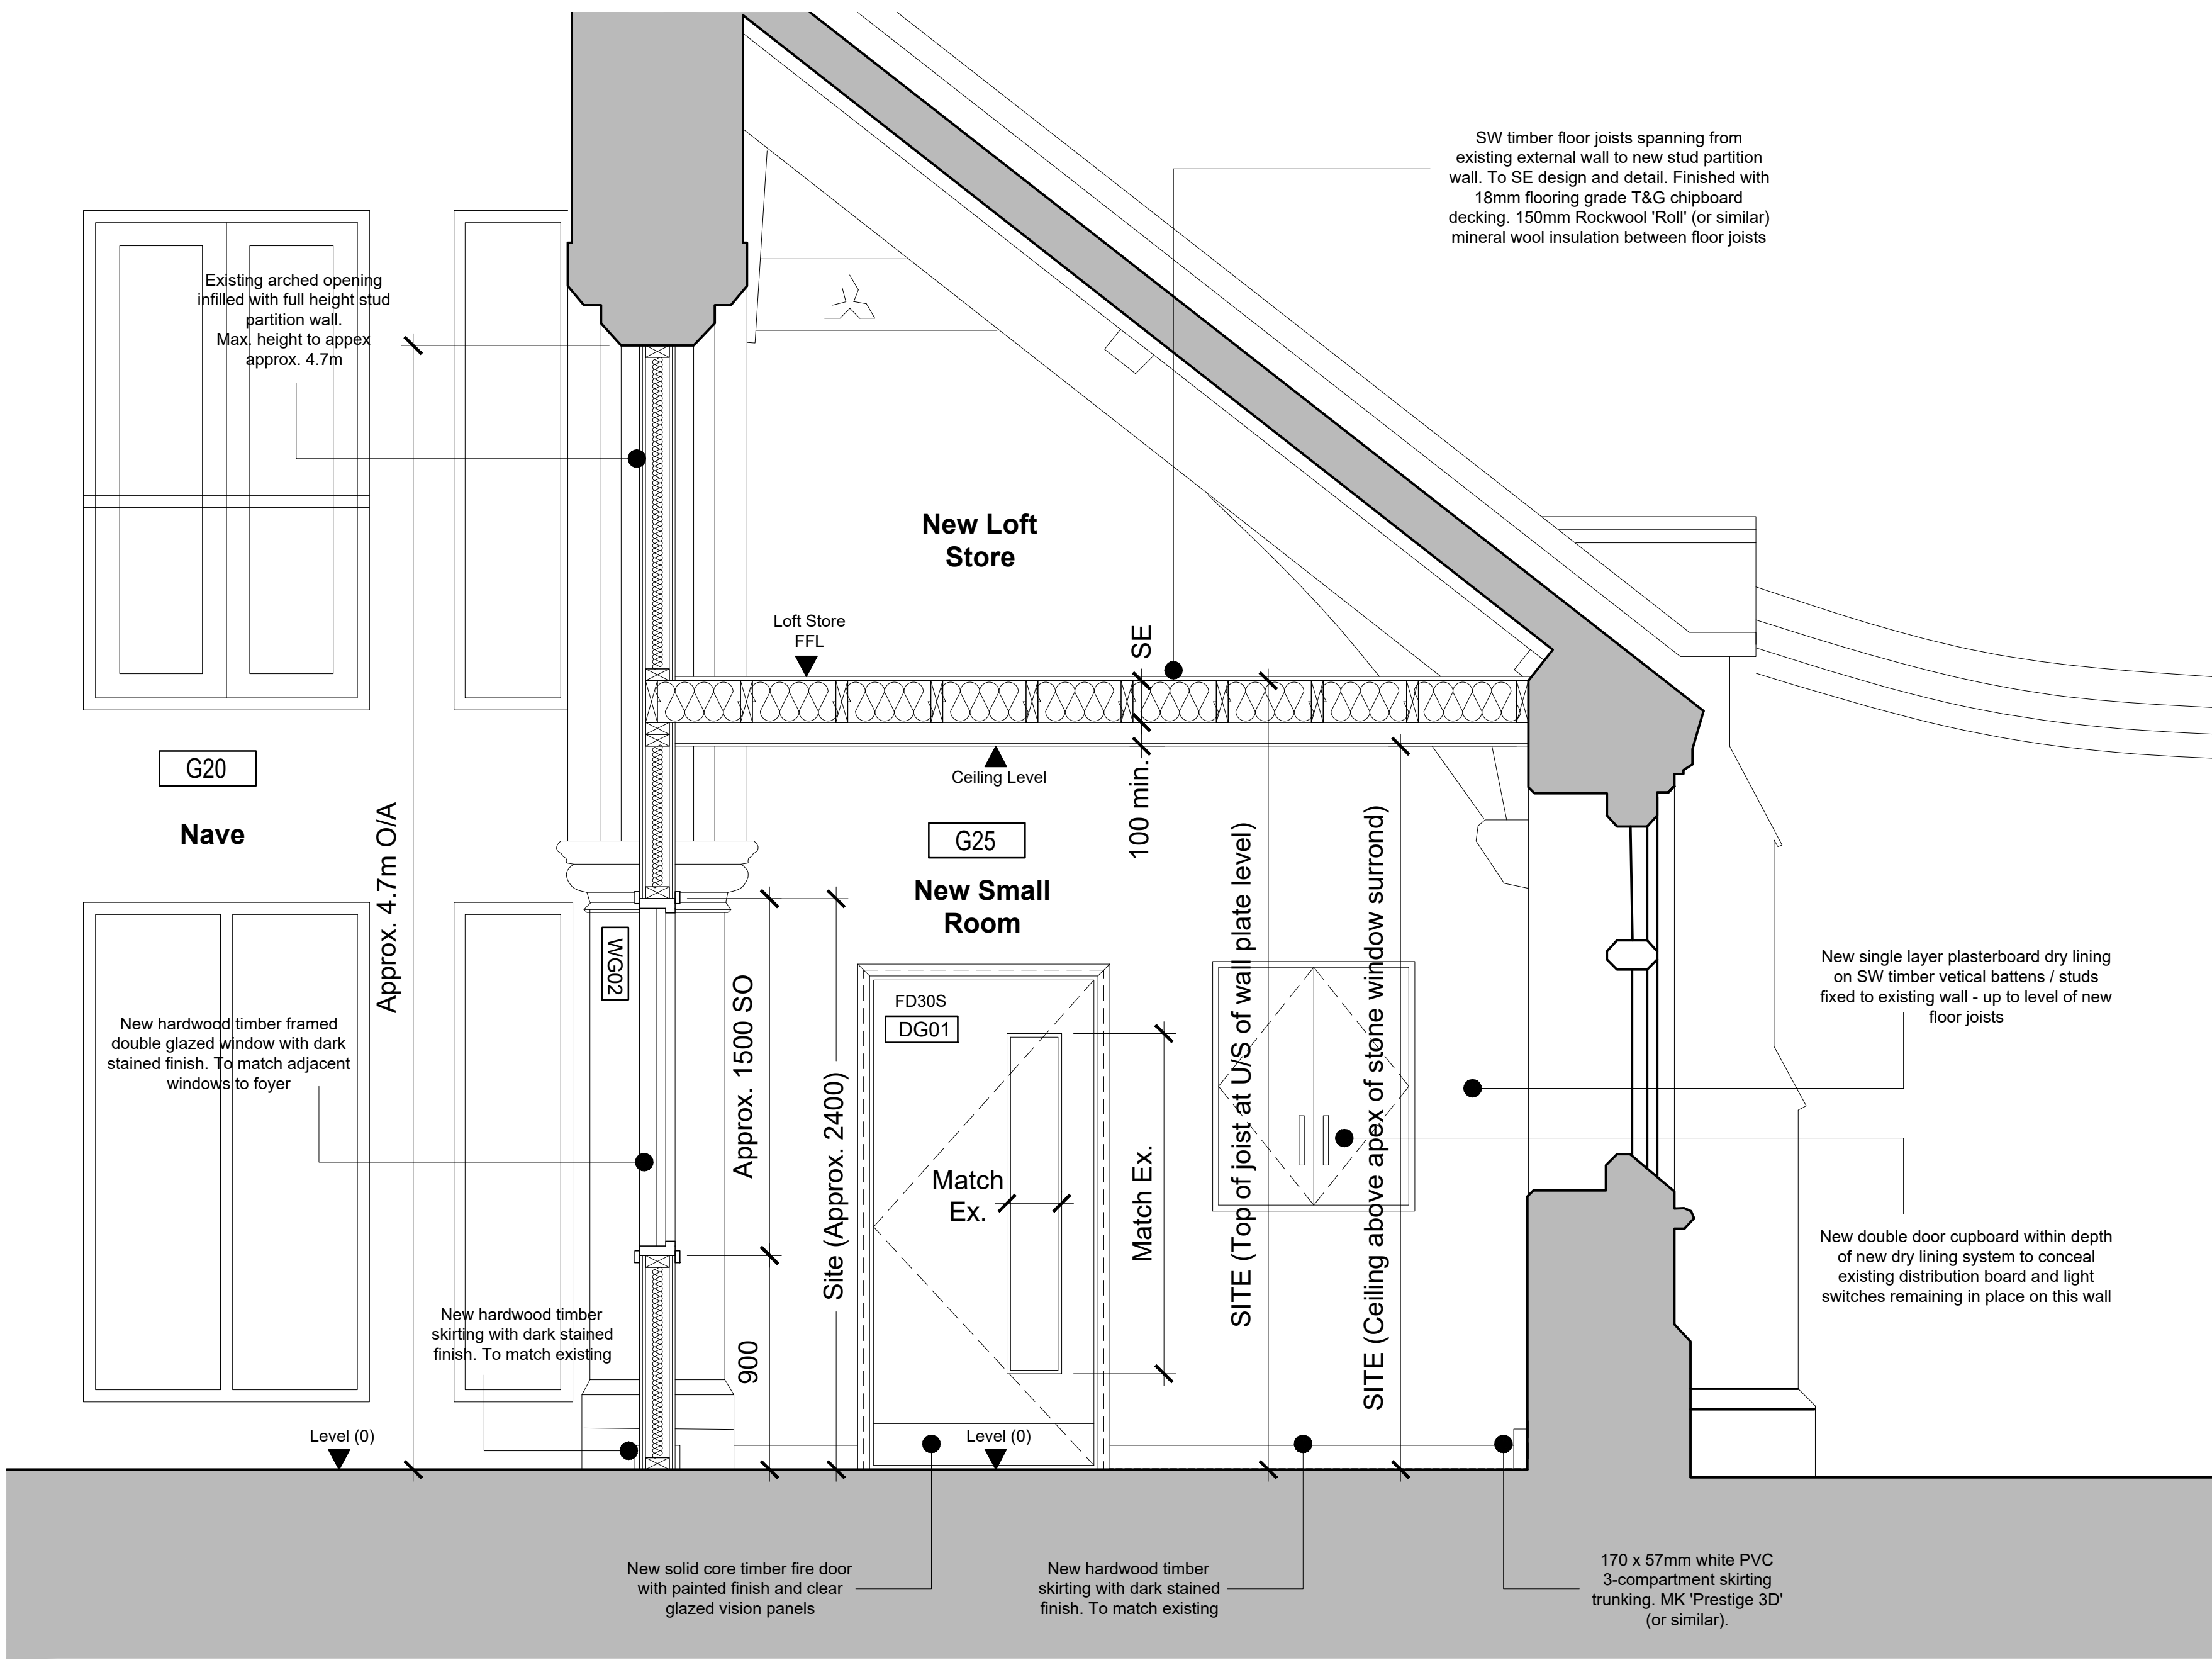 SW timber floor joists spanning from
existing external wall to new stud partition
wall. To SE design and detail. Finished with
18mm flooring grade T&G chipboard
decking. 150mm Rockwool 'Roll' (or similar)
mineral wool insulation between floor joists
Existing arched opening
infilled with full height stud
partition wall.
Max. height to appex
approx. 4.7m
New Loft
Store
Loft Store
FFL
SE
G20
Nave
Ceiling Level
100 min.
G25
New Small
Room
Approx. 4.7m O/A
WG02
Approx. 1500 SO
Site (Approx. 2400)
900
FD30S
DG01
Match
Ex.
Match Ex.
SITE (Top of joist at U/S of wall plate level)
SITE (Ceiling above apex of stone window surrond)
New hardwood timber framed
double glazed window with dark
stained finish. To match adjacent
windows to foyer
New single layer plasterboard dry lining
on SW timber vetical battens / studs
fixed to existing wall - up to level of new
floor joists
New double door cupboard within depth
of new dry lining system to conceal
existing distribution board and light
switches remaining in place on this wall
New hardwood timber
skirting with dark stained
finish. To match existing
Level (0)
Level (0)
New solid core timber fire door
with painted finish and clear
glazed vision panels
New hardwood timber
skirting with dark stained
finish. To match existing
170 x 57mm white PVC
3-compartment skirting
trunking. MK 'Prestige 3D'
(or similar).